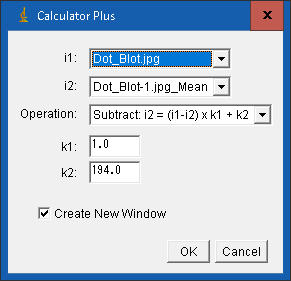 Calculator Plus
i1: Dot_Blot.jpg
i2: Dot_Blot-1.jpg_Mean
Operation: Subtract: i2 = (i1-i2) x k1 + k2
k1: 1.0
k2: 194.0
Create New Window
OK Cancel